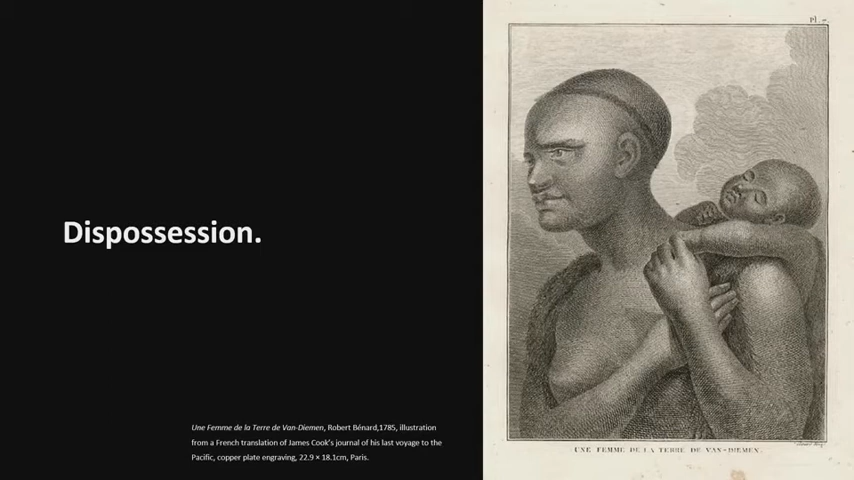 Pl. 7.
Dispossession.
Une Femme de la Terre de Van-Diemen, Robert Bénard,1785, illustration
from a French translation of James Cook's journal of his last voyage to the
Pacific, copper plate engraving, 22.9 × 18.1cm, Paris.
UNE FEMME DE LA TERRE DE VAN-DIEMEN.